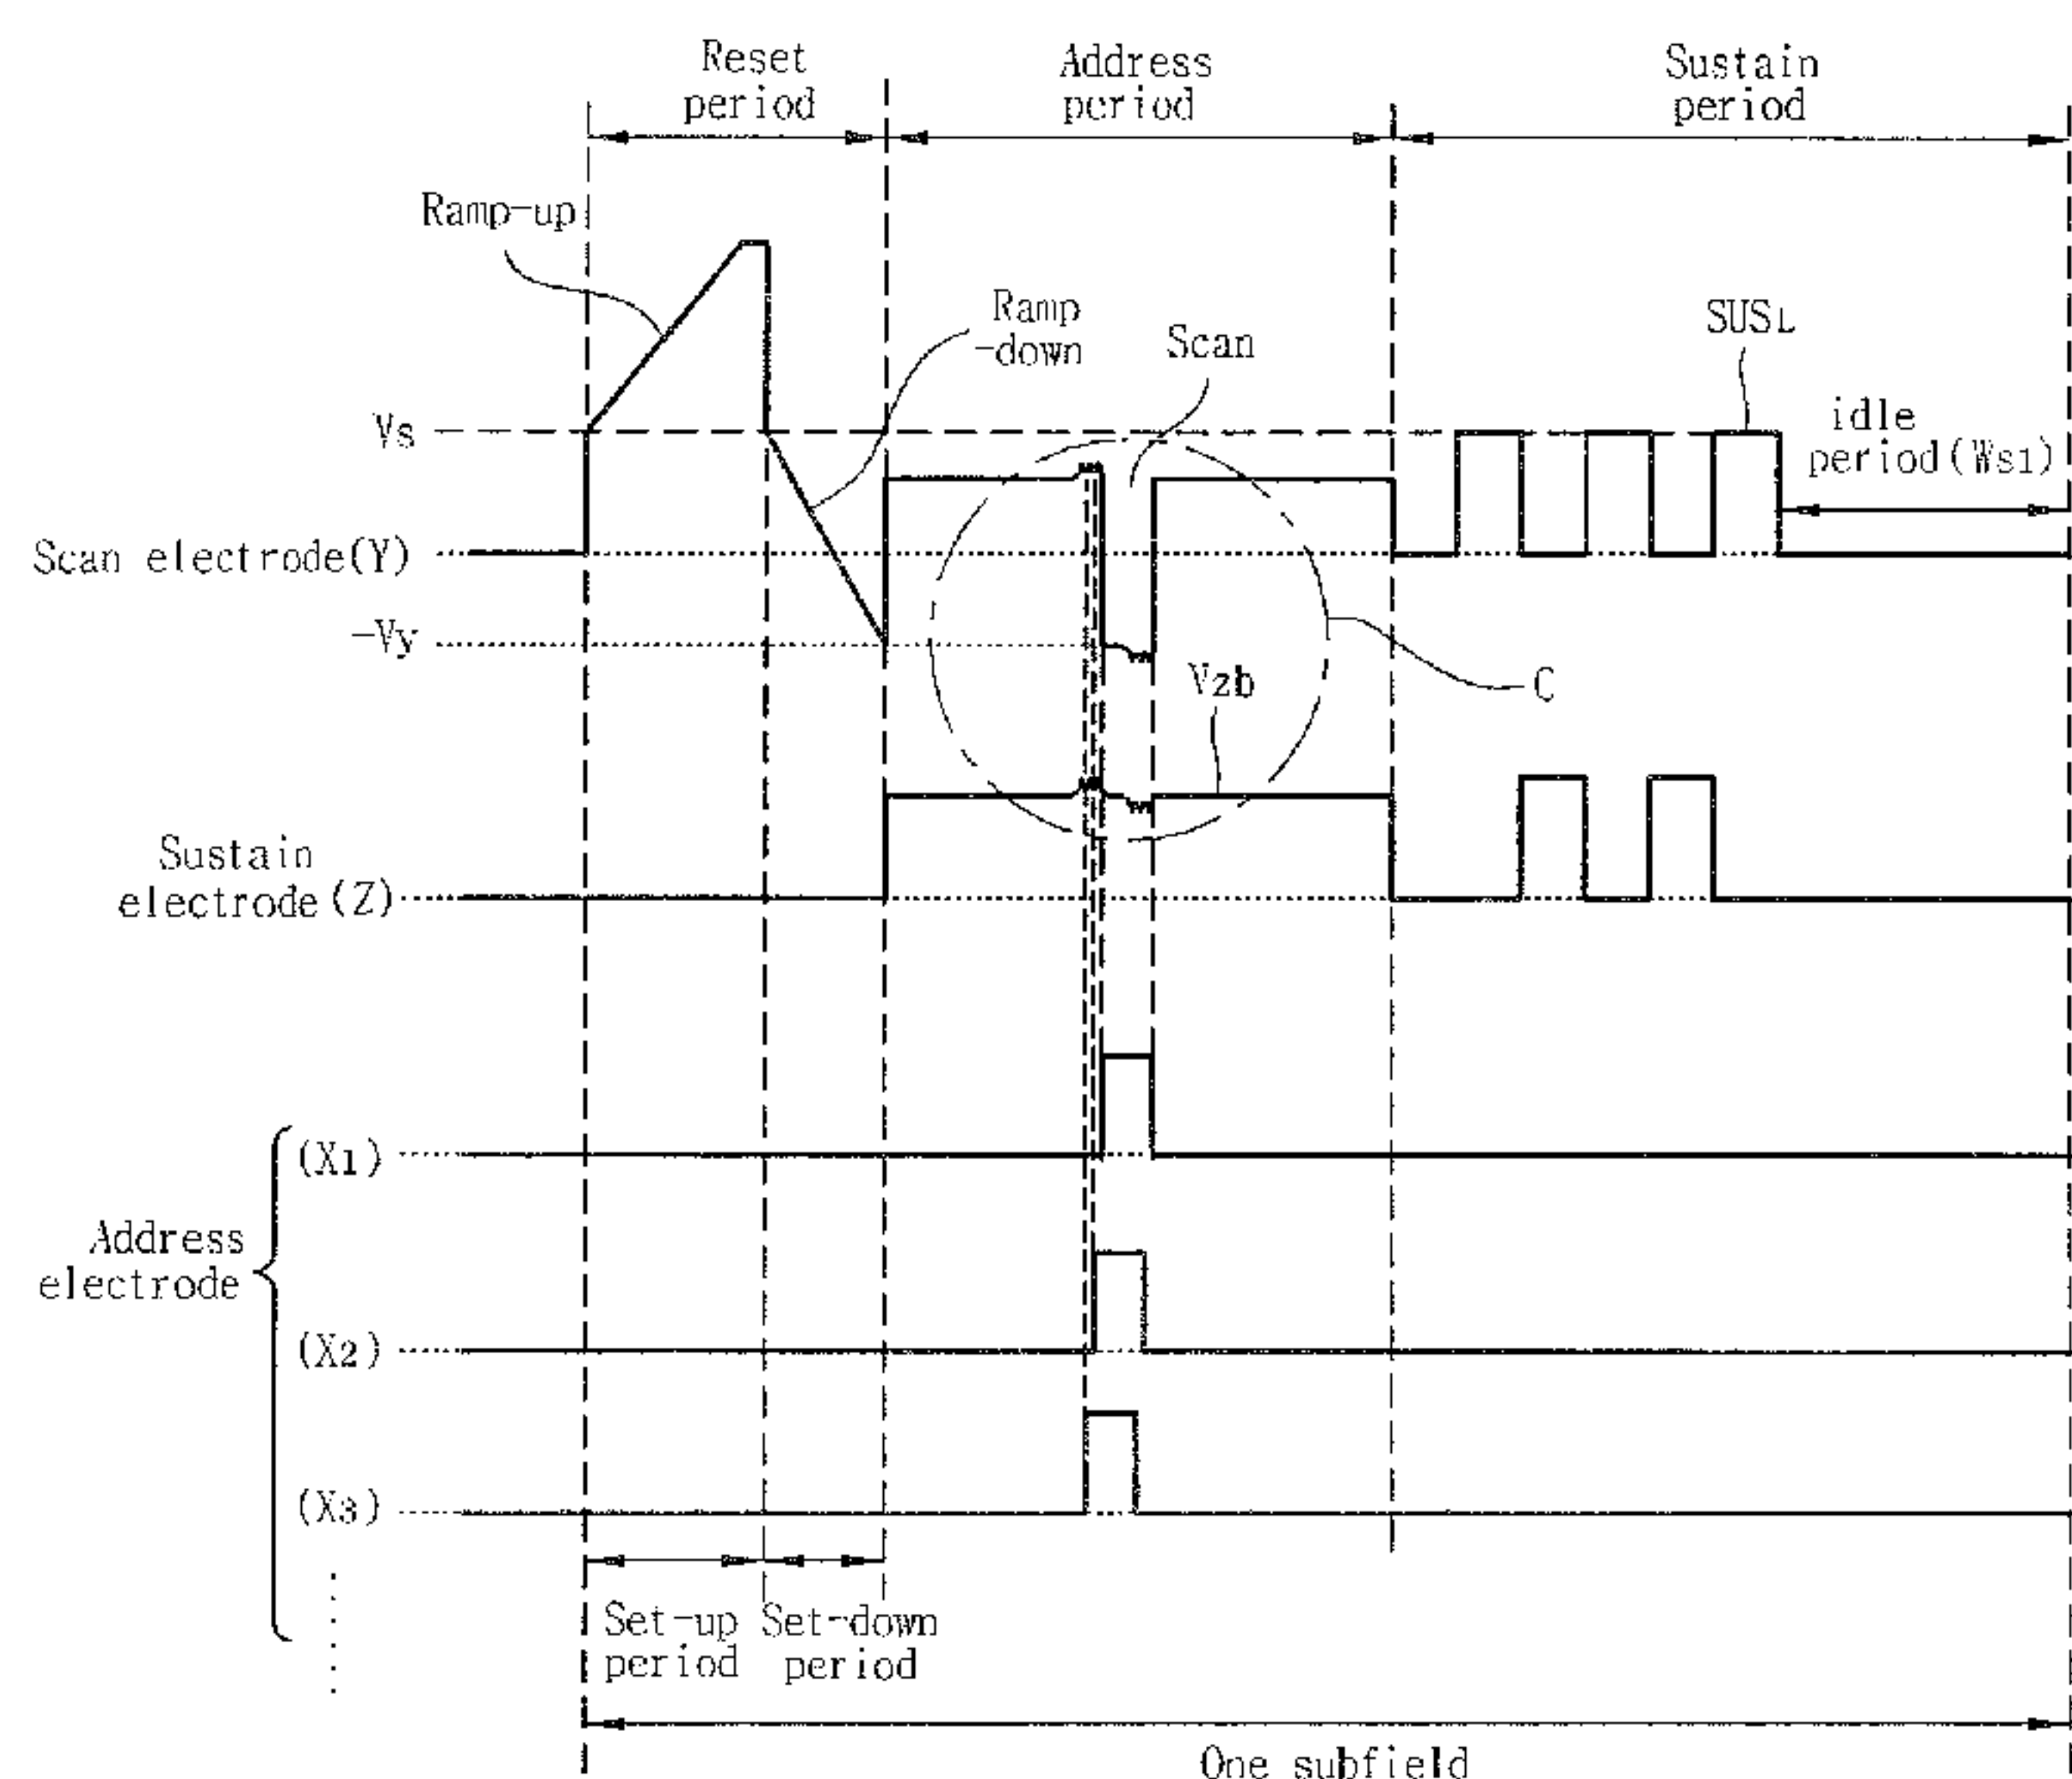 Reset
period
Address
period
Sustain
period
Ramp-up
Ramp
-down
Scan
SUSL
idle
period(Ws1)
Vs
Scan electrode(Y)
-Vy
Vzb
C
Sustain
electrode(Z)
(X1)
Address
electrode
(X2)
(X3)
Set-up
period
Set-down
period
One subfield